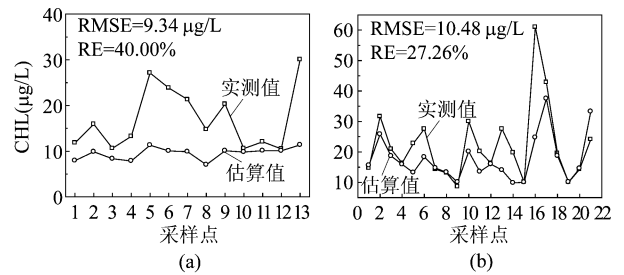 RMSE=9.34 μg/L
RE=40.00%
CHL(μg/L)
40
30
20
10
0
实测值
估算值
1 2 3 4 5 6 7 8 9 10 11 12 13
采样点
(a)
RMSE=10.48 μg/L
RE=27.26%
60
50
40
30
20
10
实测值
估算值
0 2 4 6 8 10 12 14 16 18 20 22
采样点
(b)